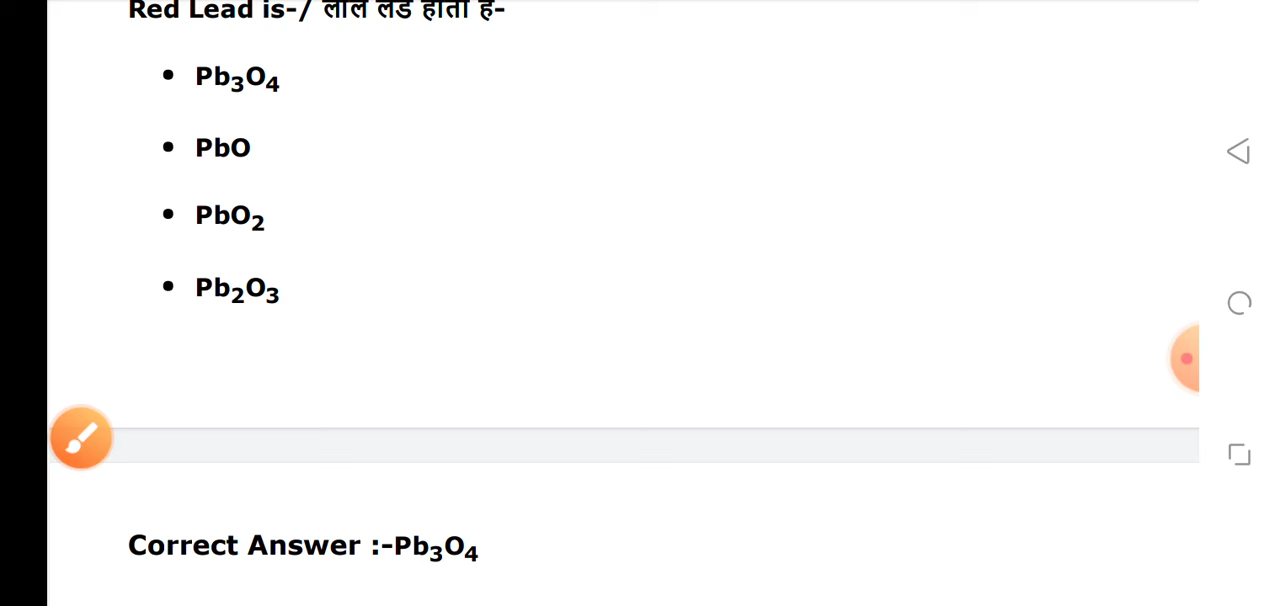 Red Lead is-/ लाल लेड होता है-
• Pb₃O₄
• PbO
• PbO₂
• Pb₂O₃
Correct Answer :-Pb₃O₄